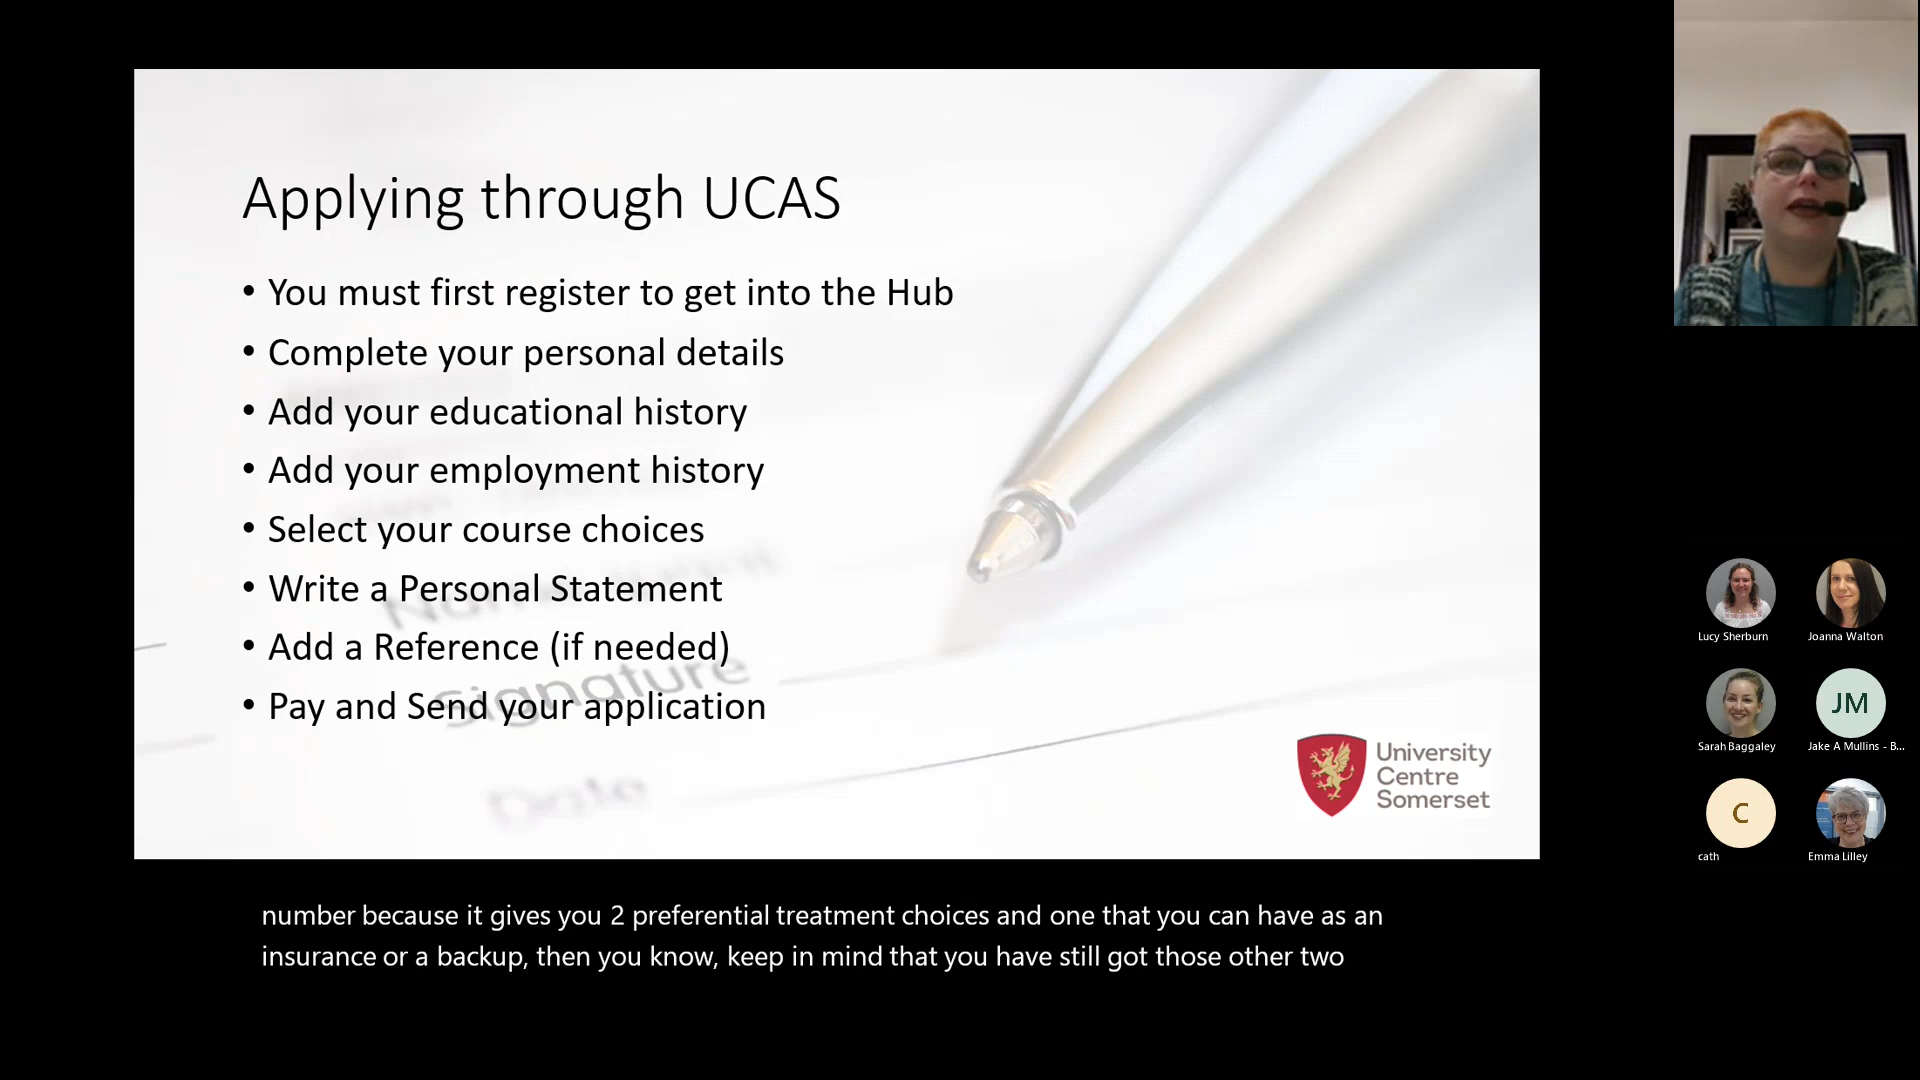 Applying through UCAS
• You must first register to get into the Hub
• Complete your personal details
• Add your educational history
• Add your employment history
• Select your course choices
• Write a Personal Statement
• Add a Reference (if needed)
• Pay and Send your application
Signature
Date
University
Centre
Somerset
Lucy Sherburn
Joanna Walton
Sarah Baggaley
JM
Jake A Mullins - B...
C
cath
Emma Lilley
number because it gives you 2 preferential treatment choices and one that you can have as an
insurance or a backup, then you know, keep in mind that you have still got those other two